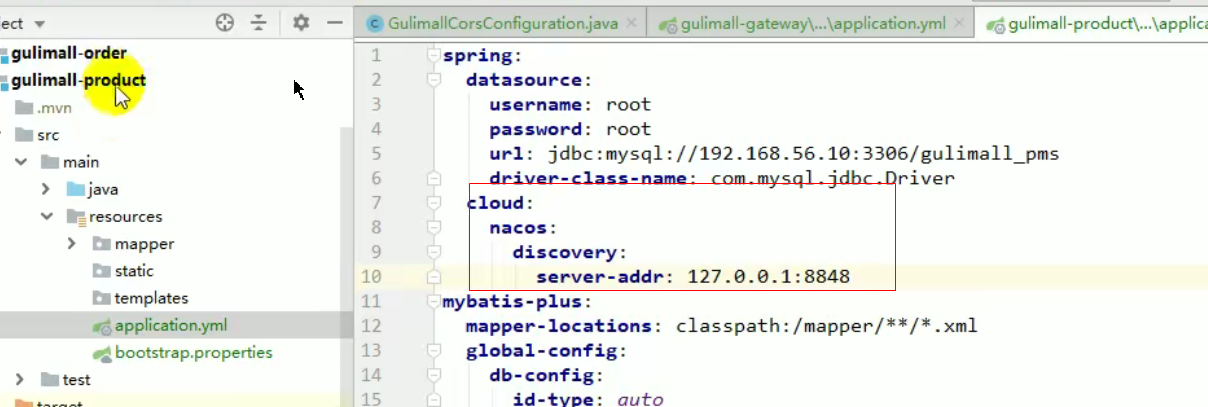 ject
gulimall-order
gulimall-product
.mvn
src
main
java
resources
mapper
static
templates
application.yml
bootstrap.properties
test
target
GulimallCorsConfiguration.java
gulimall-gateway\...\application.yml
gulimall-product\...\applic
1 spring:
2 datasource:
3 username: root
4 password: root
5 url: jdbc:mysql://192.168.56.10:3306/gulimall_pms
6 driver-class-name: com.mysql.jdbc.Driver
7 cloud:
8 nacos:
9 discovery:
10 server-addr: 127.0.0.1:8848
11 mybatis-plus:
12 mapper-locations: classpath:/mapper/**/*.xml
13 global-config:
14 db-config:
15 id-type: auto